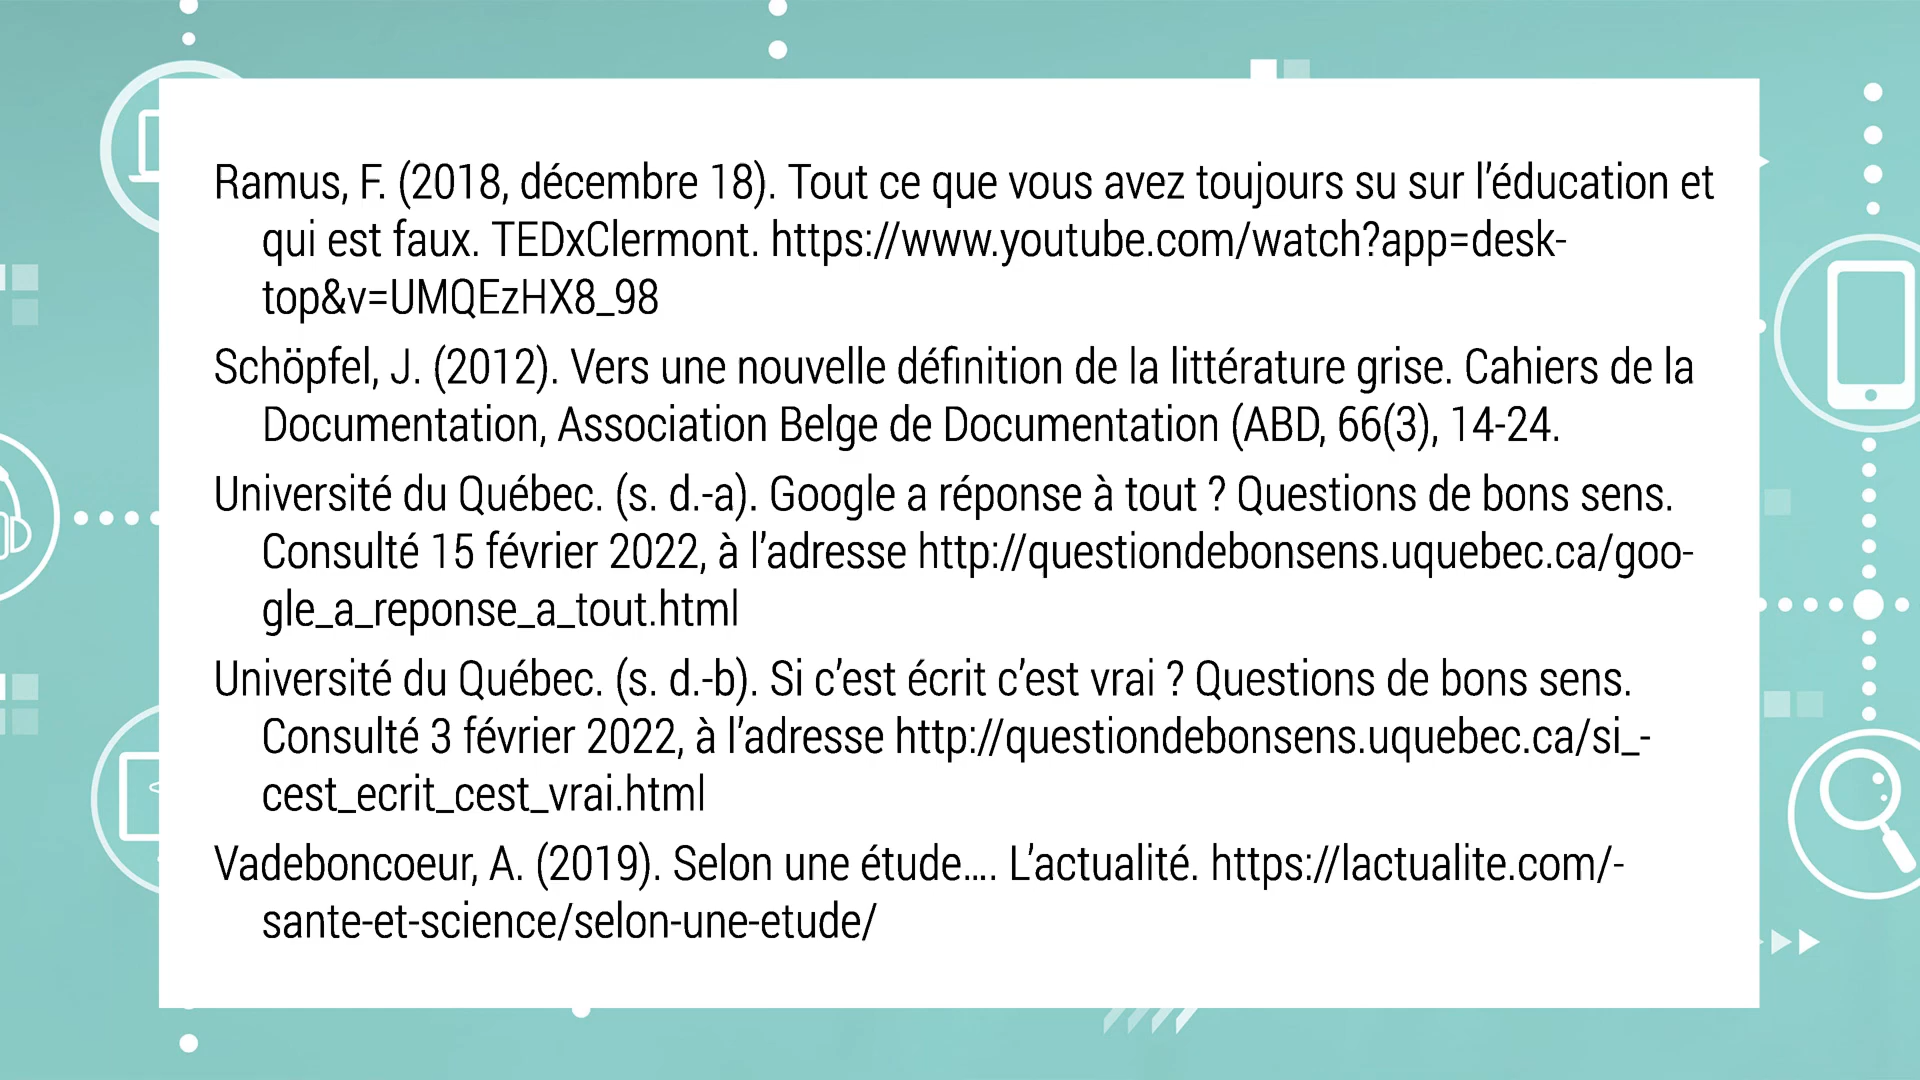 Ramus, F. (2018, décembre 18). Tout ce que vous avez toujours su sur l’éducation et
qui est faux. TEDxClermont. https://www.youtube.com/watch?app=desk-
top&v=UMQEzHX8_98
Schöpfel, J. (2012). Vers une nouvelle définition de la littérature grise. Cahiers de la
Documentation, Association Belge de Documentation (ABD, 66(3), 14-24.
Université du Québec. (s. d.-a). Google a réponse à tout ? Questions de bons sens.
Consulté 15 février 2022, à l’adresse http://questiondebonsens.uquebec.ca/goo-
gle_a_reponse_a_tout.html
Université du Québec. (s. d.-b). Si c’est écrit c’est vrai ? Questions de bons sens.
Consulté 3 février 2022, à l’adresse http://questiondebonsens.uquebec.ca/si_-
cest_ecrit_cest_vrai.html
Vadeboncoeur, A. (2019). Selon une étude…. L’actualité. https://lactualite.com/-
sante-et-science/selon-une-etude/